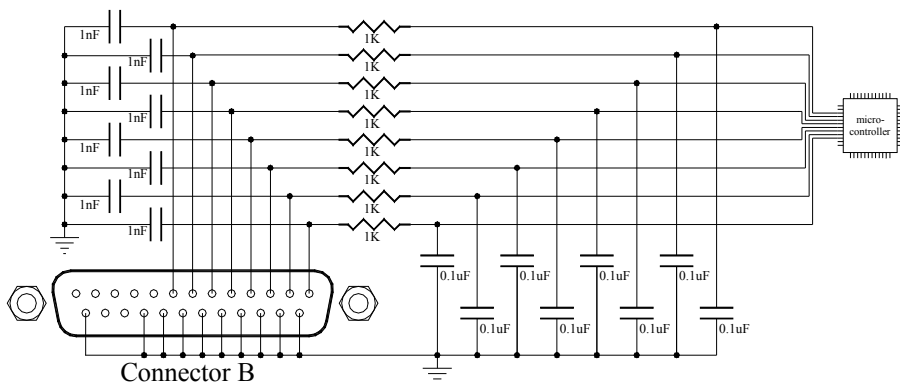 1nF
1K
1nF
1K
1nF
1K
1nF
1K
1nF
1K
1nF
1K
1nF
1K
1nF
1K
micro-
controller
0.1uF
0.1uF
0.1uF
0.1uF
0.1uF
0.1uF
0.1uF
0.1uF
Connector B